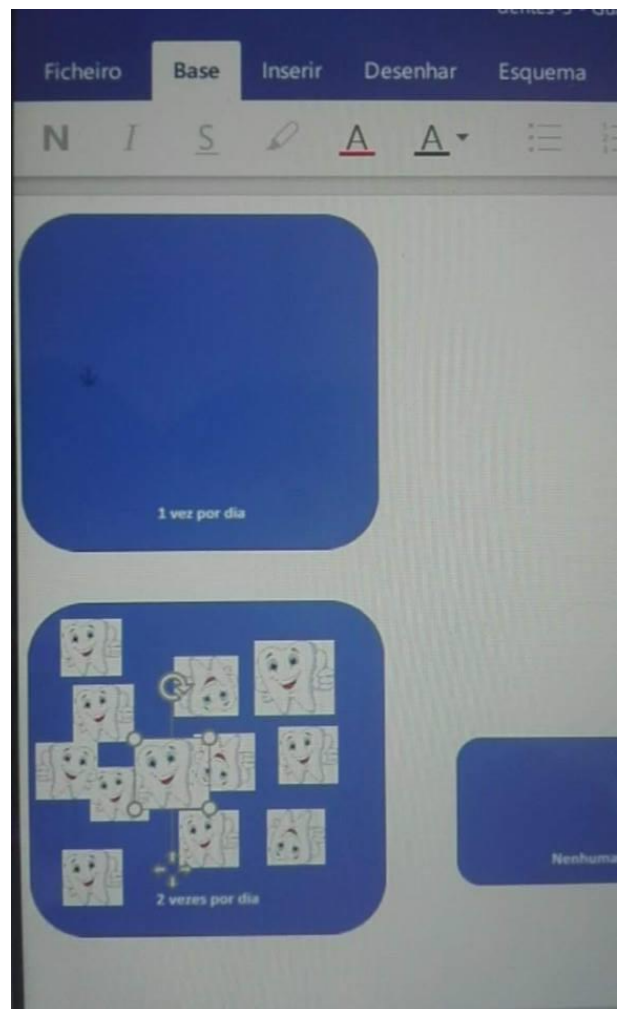 Ficheiro Base Inserir Desenhar Esquema
N I S A A
1 vez por dia
2 vezes por dia
Nenhuma